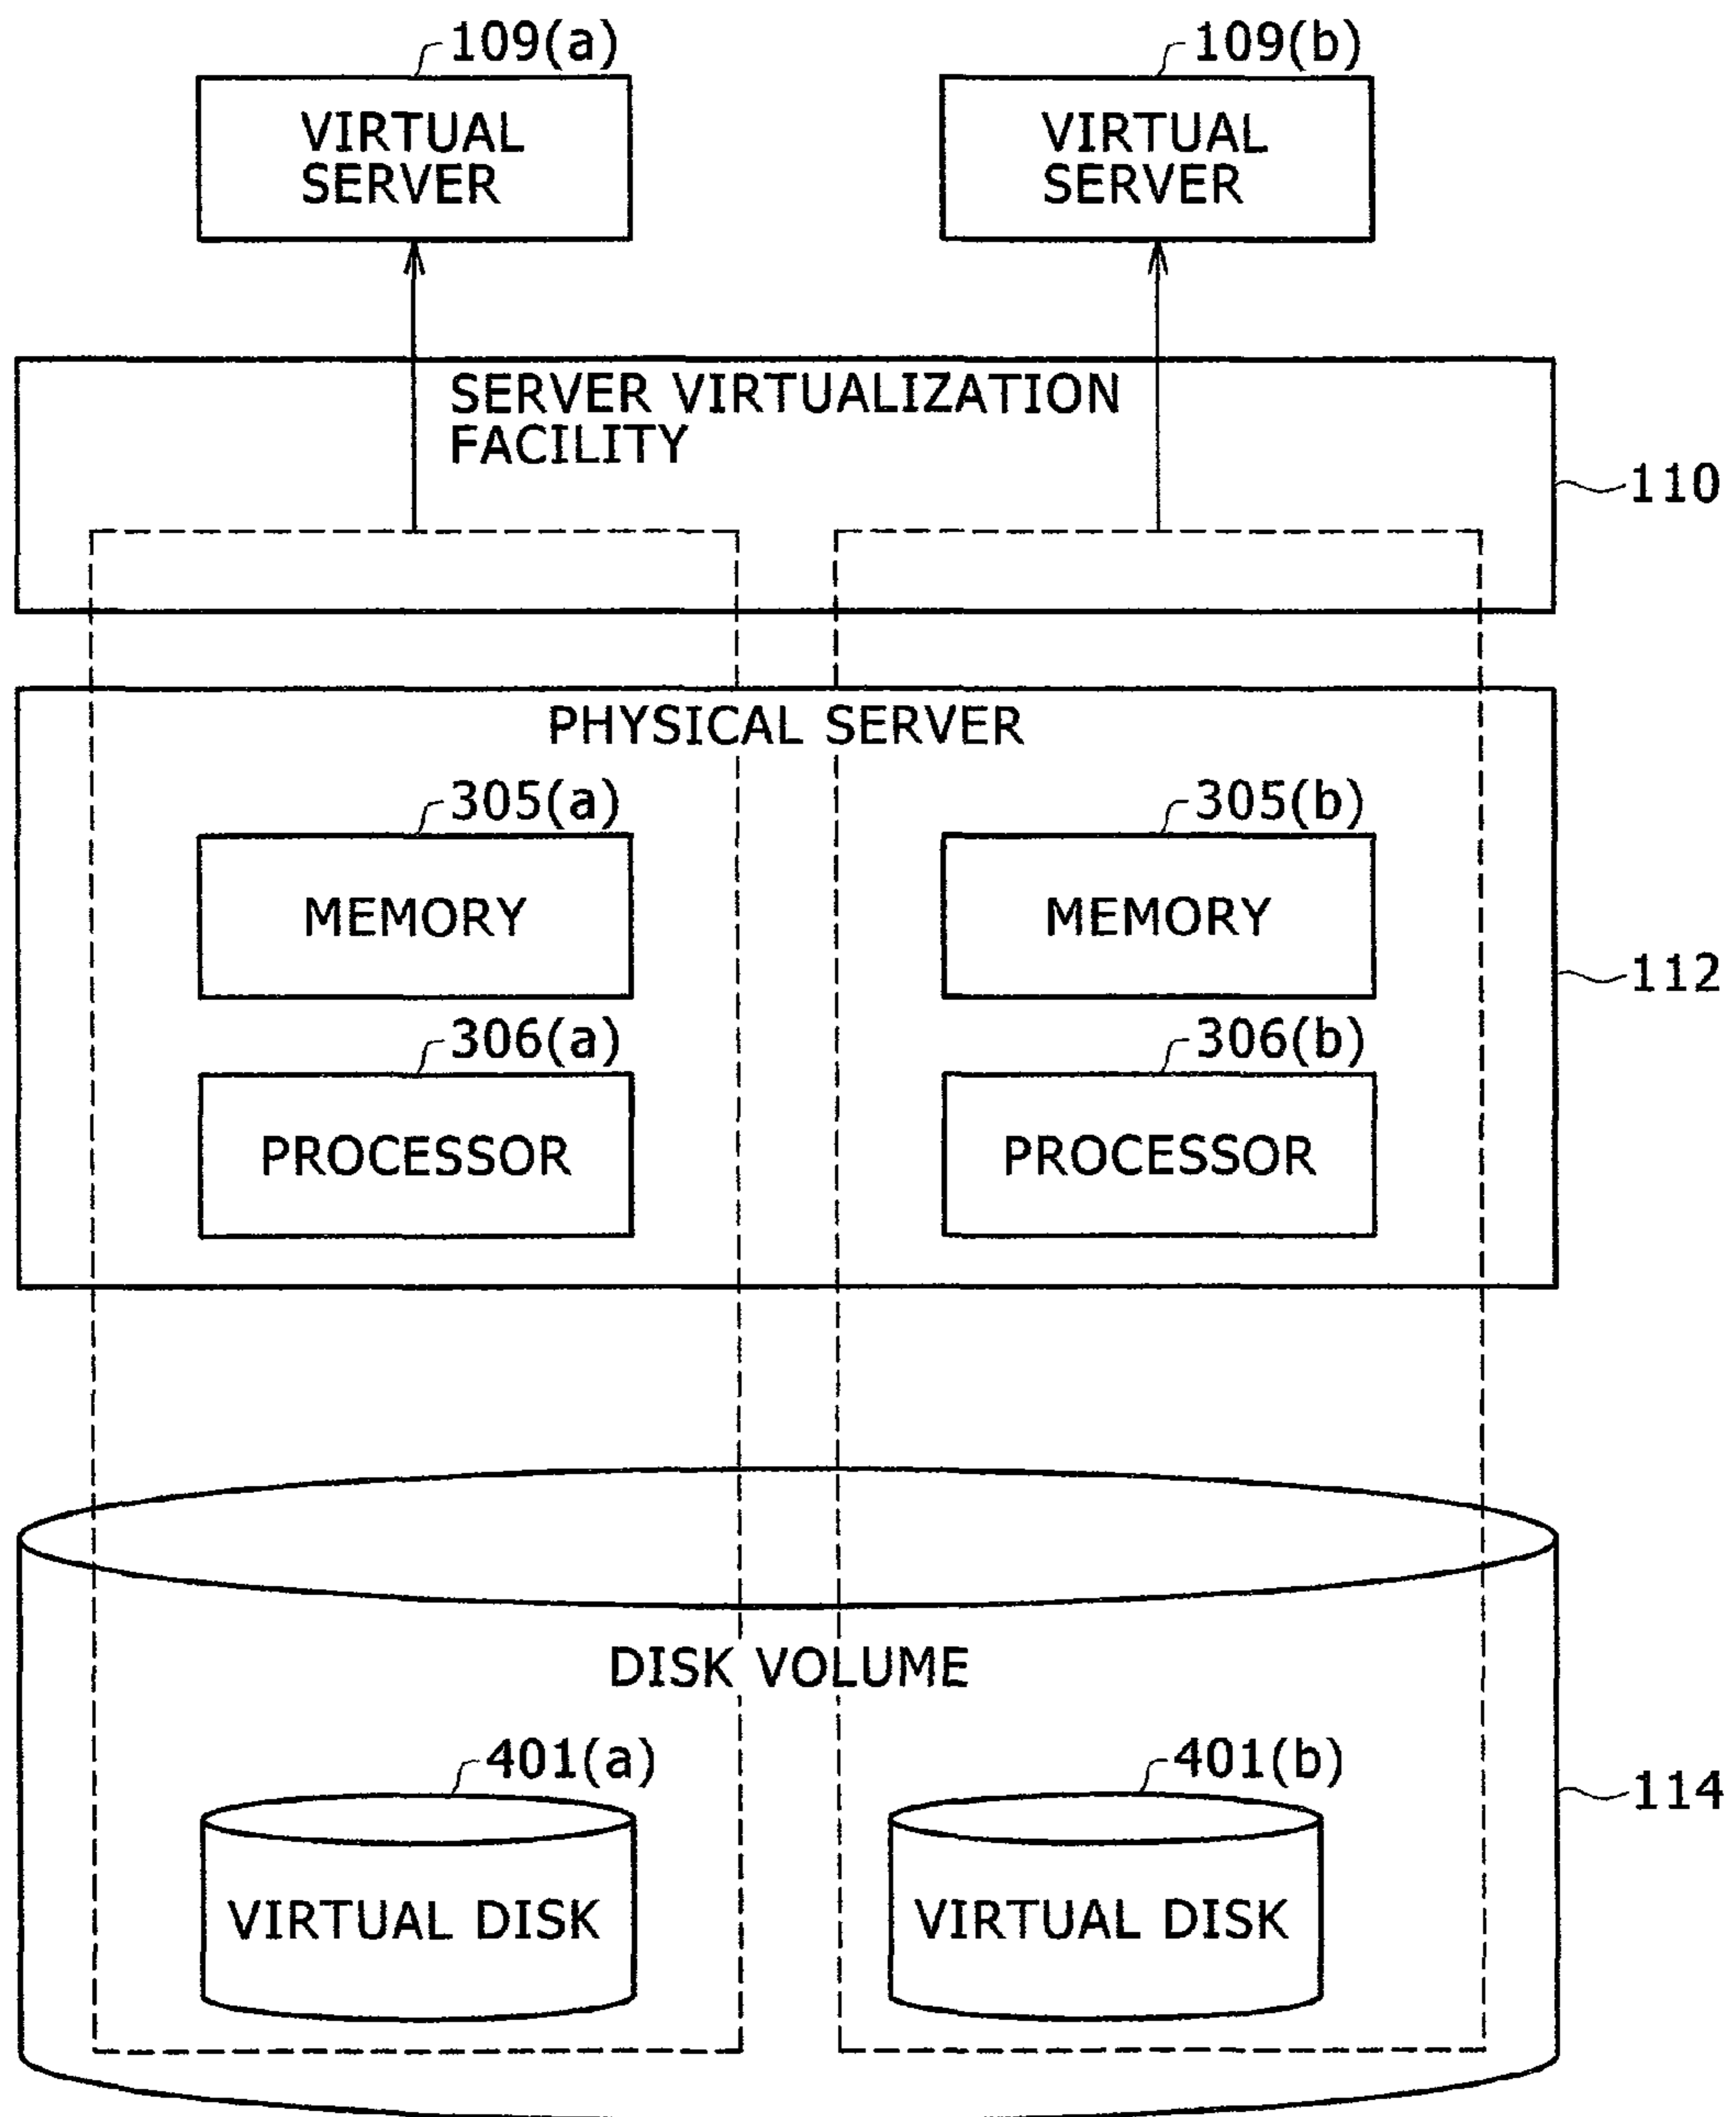 109(a)
109(b)
VIRTUAL
SERVER
VIRTUAL
SERVER
SERVER VIRTUALIZATION
FACILITY
110
PHYSICAL SERVER
305(a)
305(b)
MEMORY
MEMORY
112
306(a)
306(b)
PROCESSOR
PROCESSOR
DISK VOLUME
401(a)
401(b)
114
VIRTUAL DISK
VIRTUAL DISK